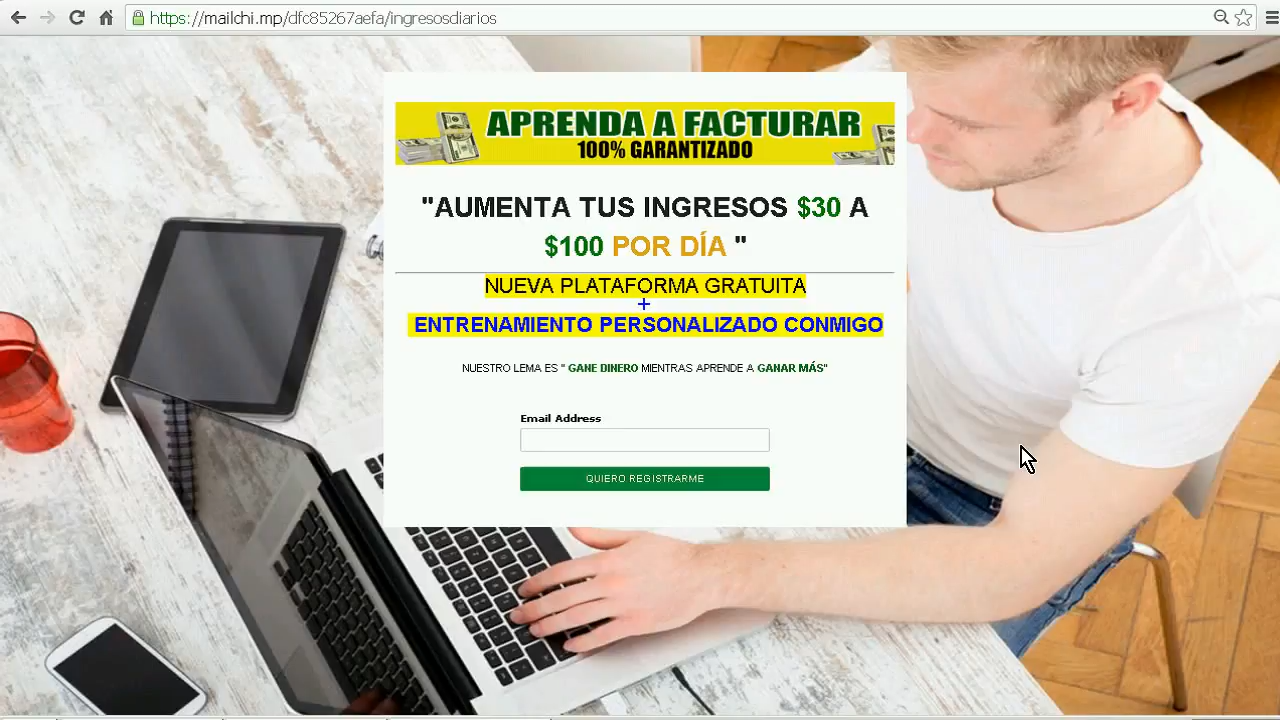 https://mailchi.mp/dfc85267aefa/ingresosdiarios
APRENDA A FACTURAR
100% GARANTIZADO
"AUMENTA TUS INGRESOS $30 A
$100 POR DÍA "
NUEVA PLATAFORMA GRATUITA
+
ENTRENAMIENTO PERSONALIZADO CONMIGO
NUESTRO LEMA ES " GANE DINERO MIENTRAS APRENDE A GANAR MÁS"
Email Address
QUIERO REGISTRARME